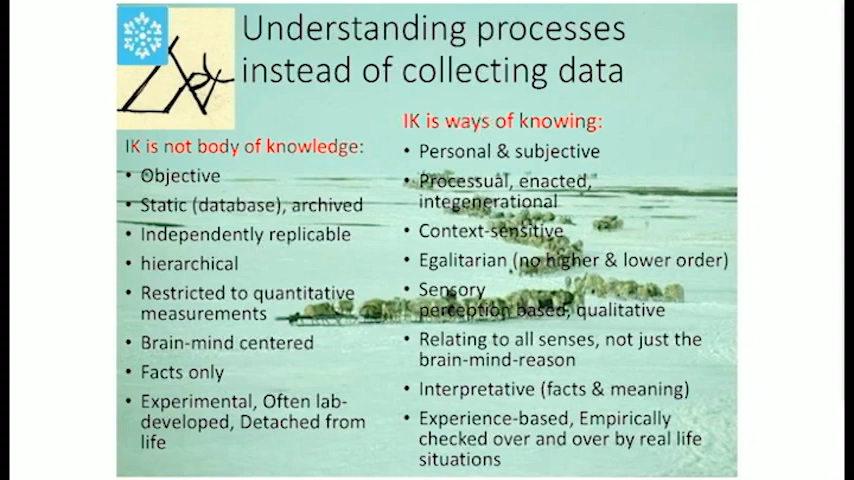 Understanding processes
instead of collecting data
IK is not body of knowledge:
• Objective
• Static (database), archived
• Independently replicable
• hierarchical
• Restricted to quantitative
measurements
• Brain-mind centered
• Facts only
• Experimental, Often lab-
developed, Detached from
life
IK is ways of knowing:
• Personal & subjective
• Processual, enacted,
integenerational
• Context-sensitive
• Egalitarian (no higher & lower order)
• Sensory
perception based, qualitative
• Relating to all senses, not just the
brain-mind-reason
• Interpretative (facts & meaning)
• Experience-based, Empirically
checked over and over by real life
situations